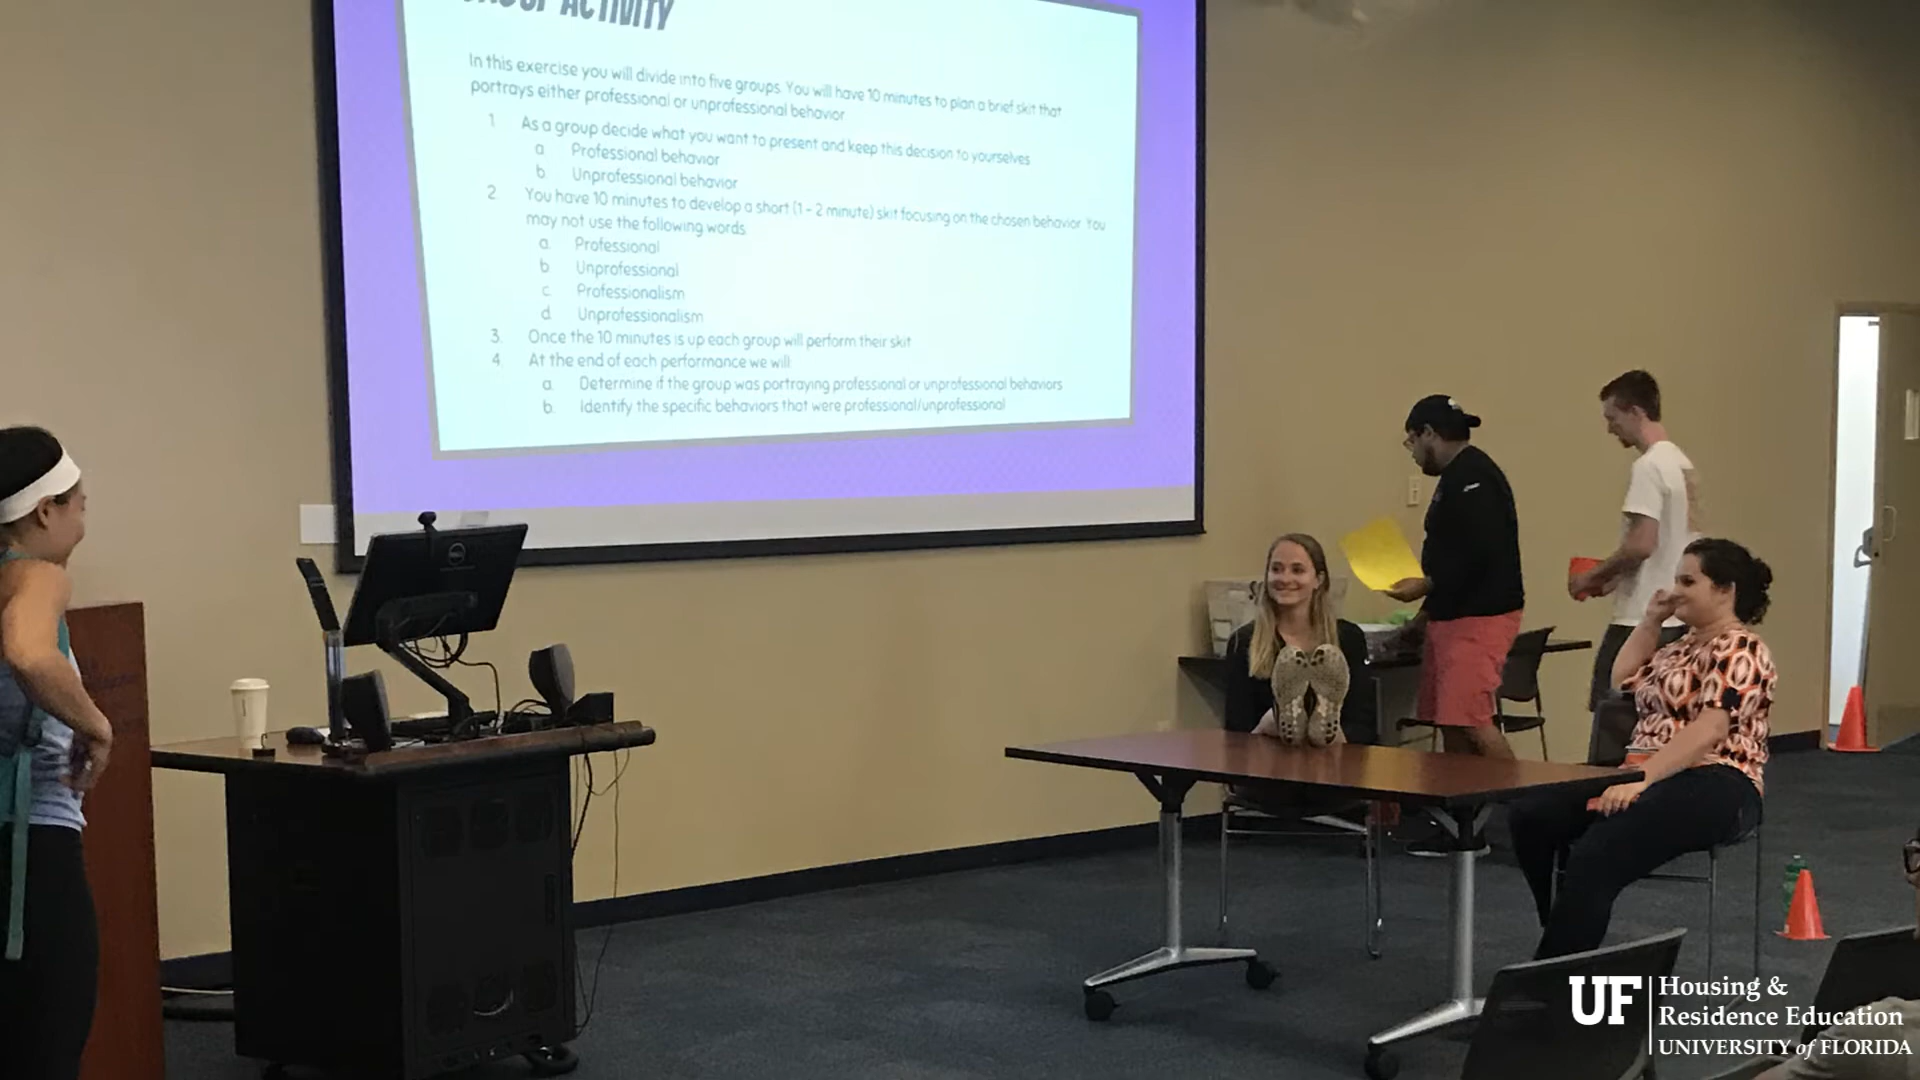 GROUP ACTIVITY
In this exercise you will divide into five groups. You will have 10 minutes to plan a brief skit that
portrays either professional or unprofessional behavior
1 As a group decide what you want to present and keep this decision to yourselves
a. Professional behavior
b. Unprofessional behavior
2. You have 10 minutes to develop a short (1 - 2 minute) skit focusing on the chosen behavior. You
may not use the following words
a. Professional
b. Unprofessional
c. Professionalism
d. Unprofessionalism
3. Once the 10 minutes is up each group will perform their skit
4. At the end of each performance we will
a. Determine if the group was portraying professional or unprofessional behaviors
b. Identify the specific behaviors that were professional/unprofessional
DELL
UF
Housing &
Residence Education
UNIVERSITY of FLORIDA